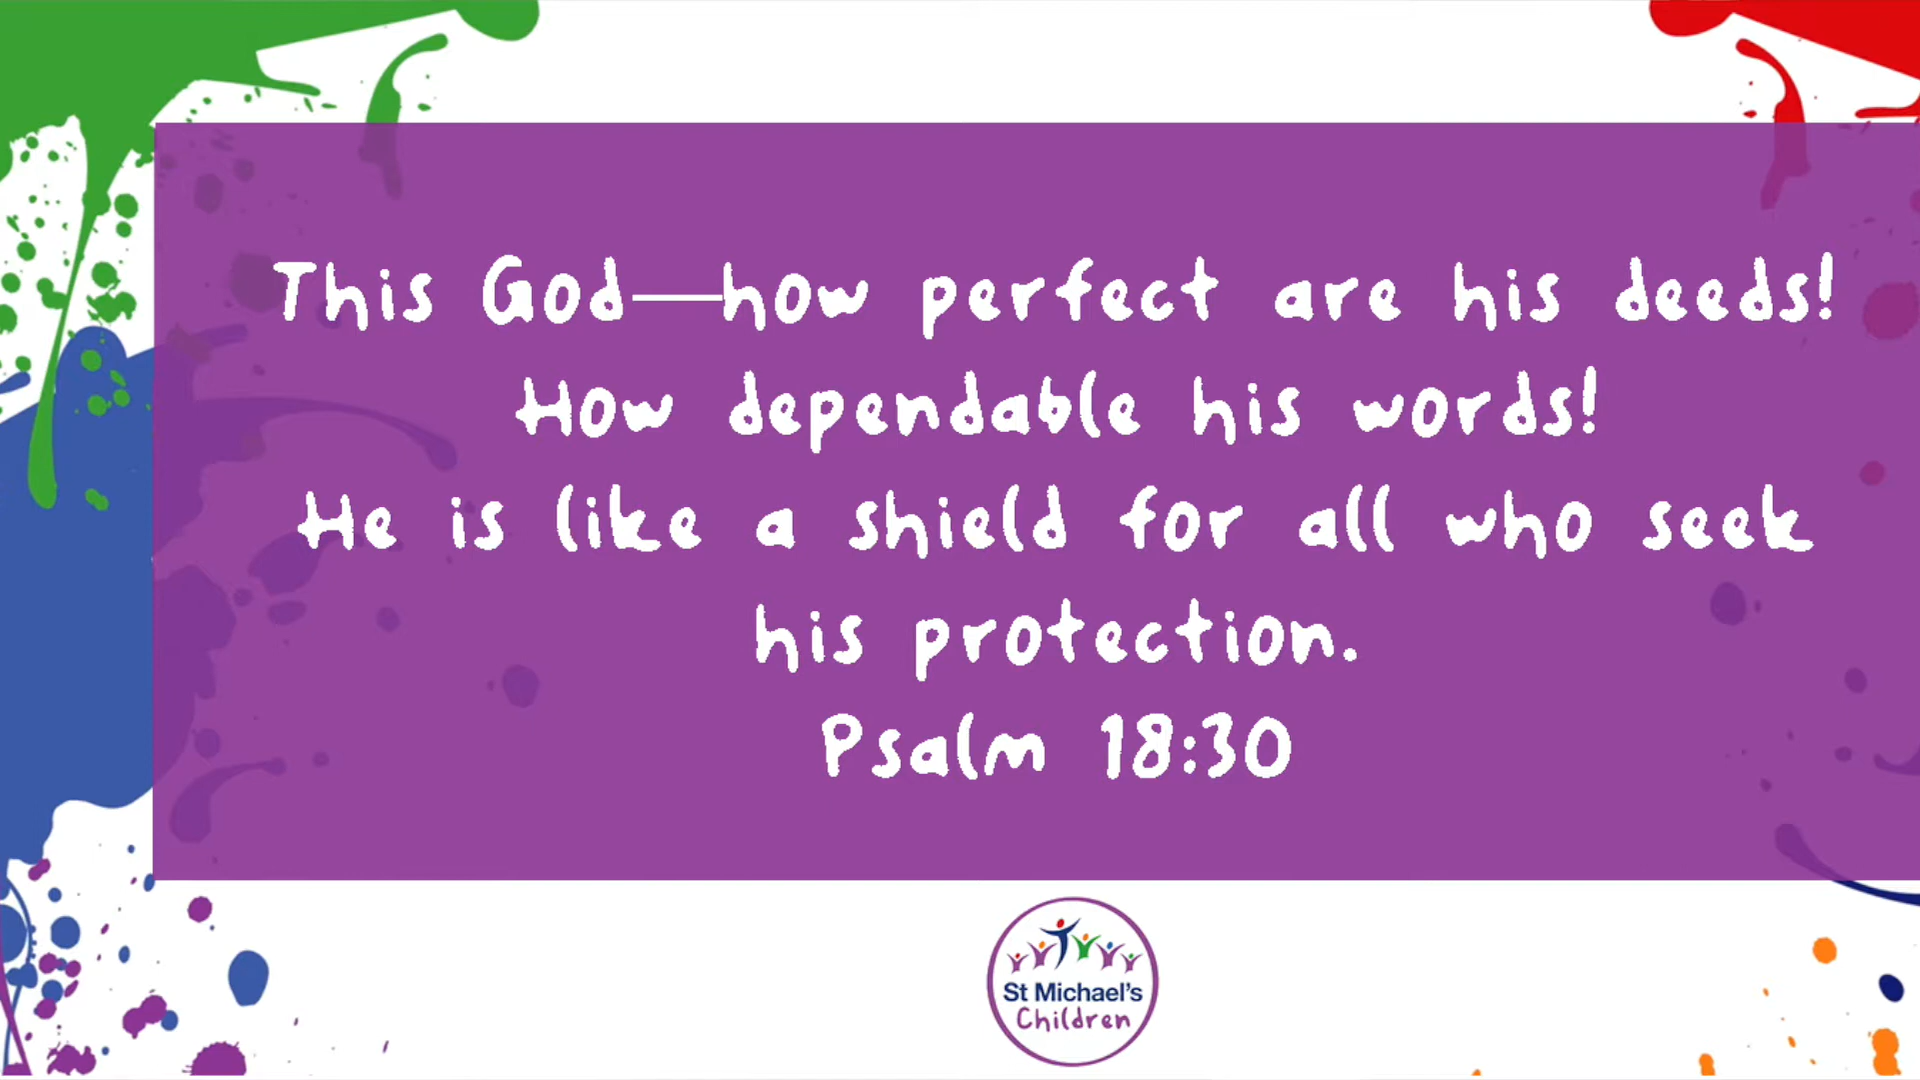 This God—how perfect are his deeds!
How dependable his words!
He is like a shield for all who seek
his protection.
Psalm 18:30
St Michael's
Children